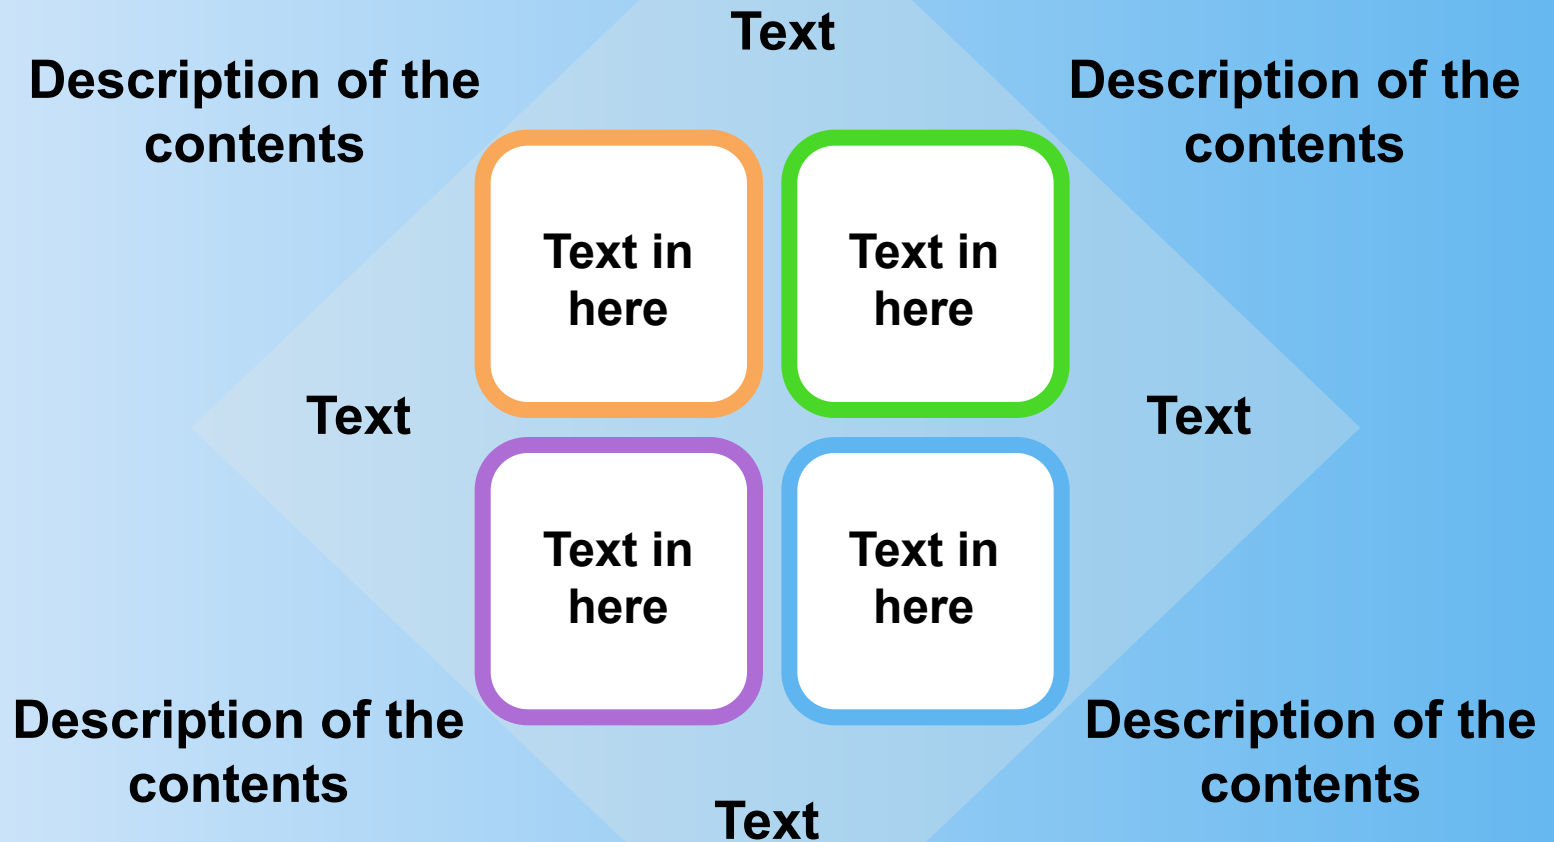 Text
Description of the
contents
Description of the
contents
Text in
here
Text in
here
Text
Text
Text in
here
Text in
here
Description of the
contents
Description of the
contents
Text